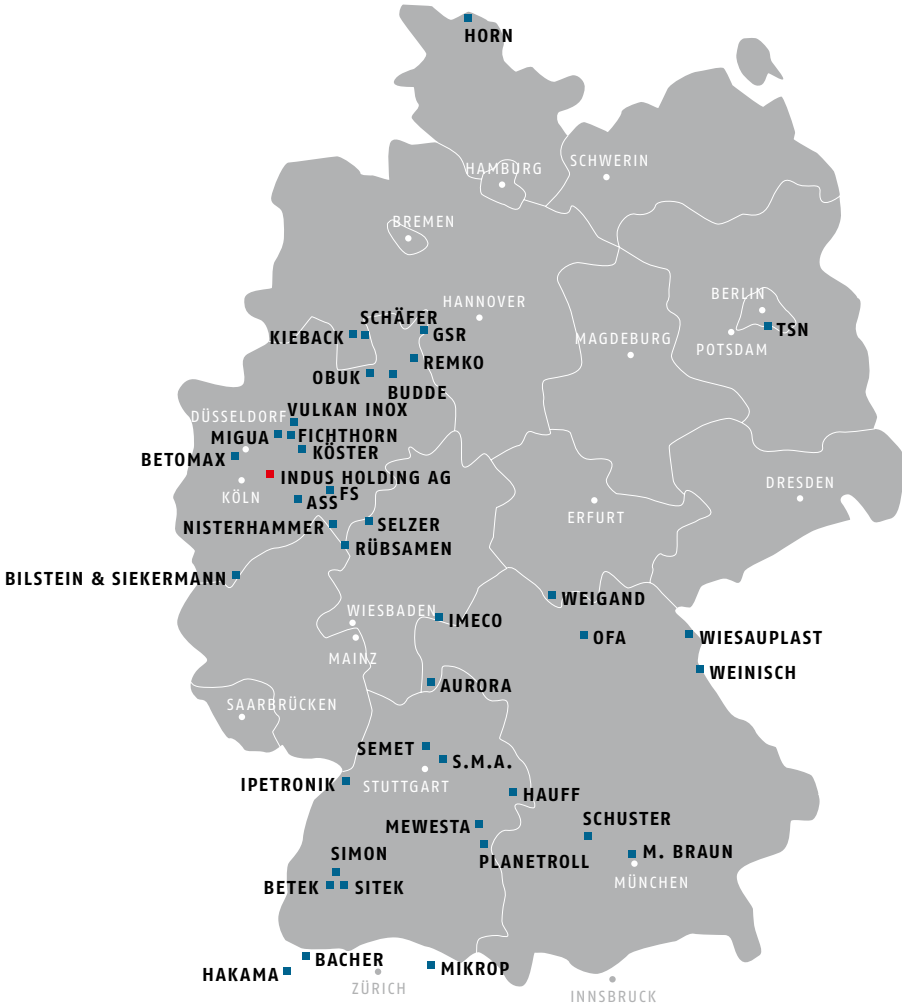 HORN
HAMBURG
SCHWERIN
BREMEN
BERLIN
HANNOVER
SCHÄFER
KIEBACK
GSR
TSN
MAGDEBURG
POTSDAM
REMKO
OBUK
BUDDE
VULKAN INOX
DÜSSELDORF
MIGUA
FICHTHORN
KÖSTER
BETOMAX
INDUS HOLDING AG
DRESDEN
KÖLN
FS
ASS
ERFURT
NISTERHAMMER
SELZER
RÜBSAMEN
BILSTEIN & SIEKERMANN
WEIGAND
WIESBADEN
IMECO
OFA
WIESAUPLAST
MAINZ
WEINISCH
AURORA
SAARBRÜCKEN
SEMET
S.M.A.
IPETRONIK
STUTTGART
HAUFF
SCHUSTER
MEWESTA
M. BRAUN
SIMON
PLANETROLL
MÜNCHEN
BETEK
SITEK
BACHER
MIKROP
HAKAMA
ZÜRICH
INNSBRUCK